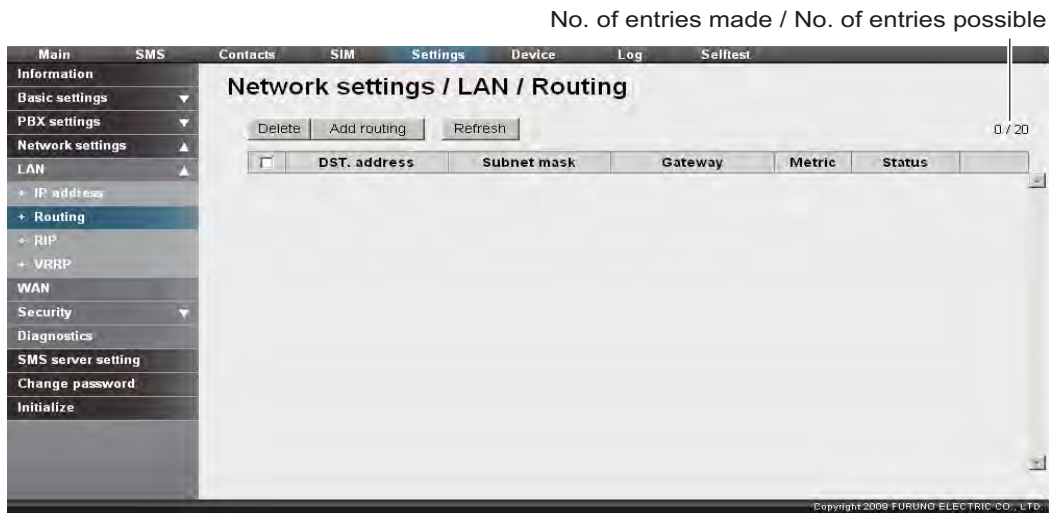 No. of entries made / No. of entries possible
Main SMS Contacts SIM Settings Device Log Selftest
Information
Basic settings
PBX settings
Network settings
LAN
+ IP address
+ Routing
+ RIP
+ VRRP
WAN
Security
Diagnostics
SMS server setting
Change password
Initialize
Network settings / LAN / Routing
Delete Add routing Refresh 0 / 20
DST. address Subnet mask Gateway Metric Status
Copyright 2009 FURUNO ELECTRIC CO., LTD.